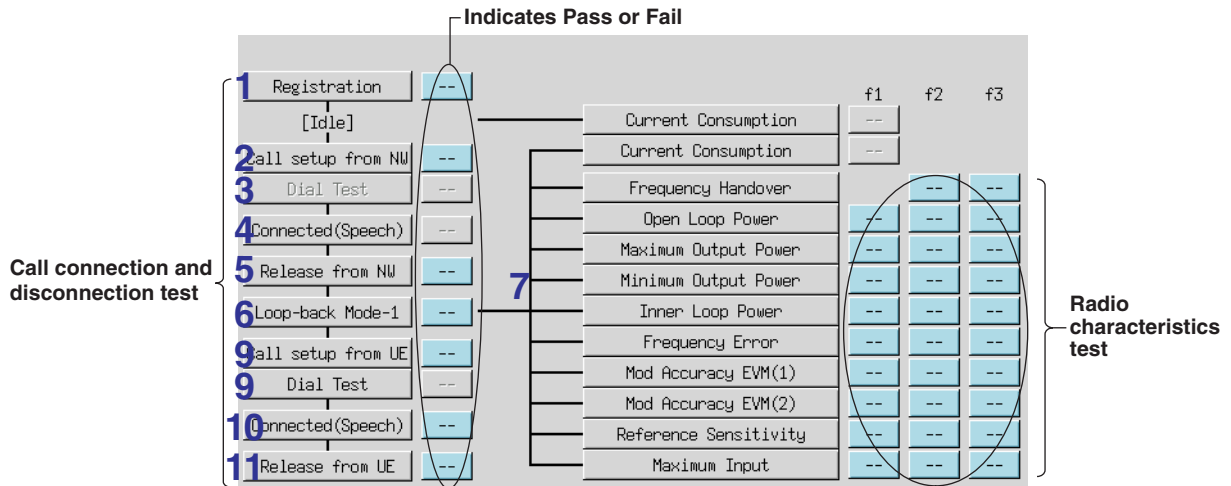 Indicates Pass or Fail
1 Registration --
f1 f2 f3
[Idle] Current Consumption --
Current Consumption --
2 Call setup from NW --
3 Dial Test -- Frequency Handover -- --
4 Connected(Speech) -- Open Loop Power -- -- --
Maximum Output Power -- -- --
Call connection and
disconnection test
5 Release from NW -- 7 Minimum Output Power -- -- --
6 Loop-back Mode-1 -- Inner Loop Power -- -- --
Radio
characteristics
test
9 Call setup from UE -- Frequency Error -- -- --
9 Dial Test -- Mod Accuracy EVM(1) -- -- --
Mod Accuracy EVM(2) -- -- --
10 Connected(Speech) -- Reference Sensitivity -- -- --
11 Release from UE -- Maximum Input -- -- --